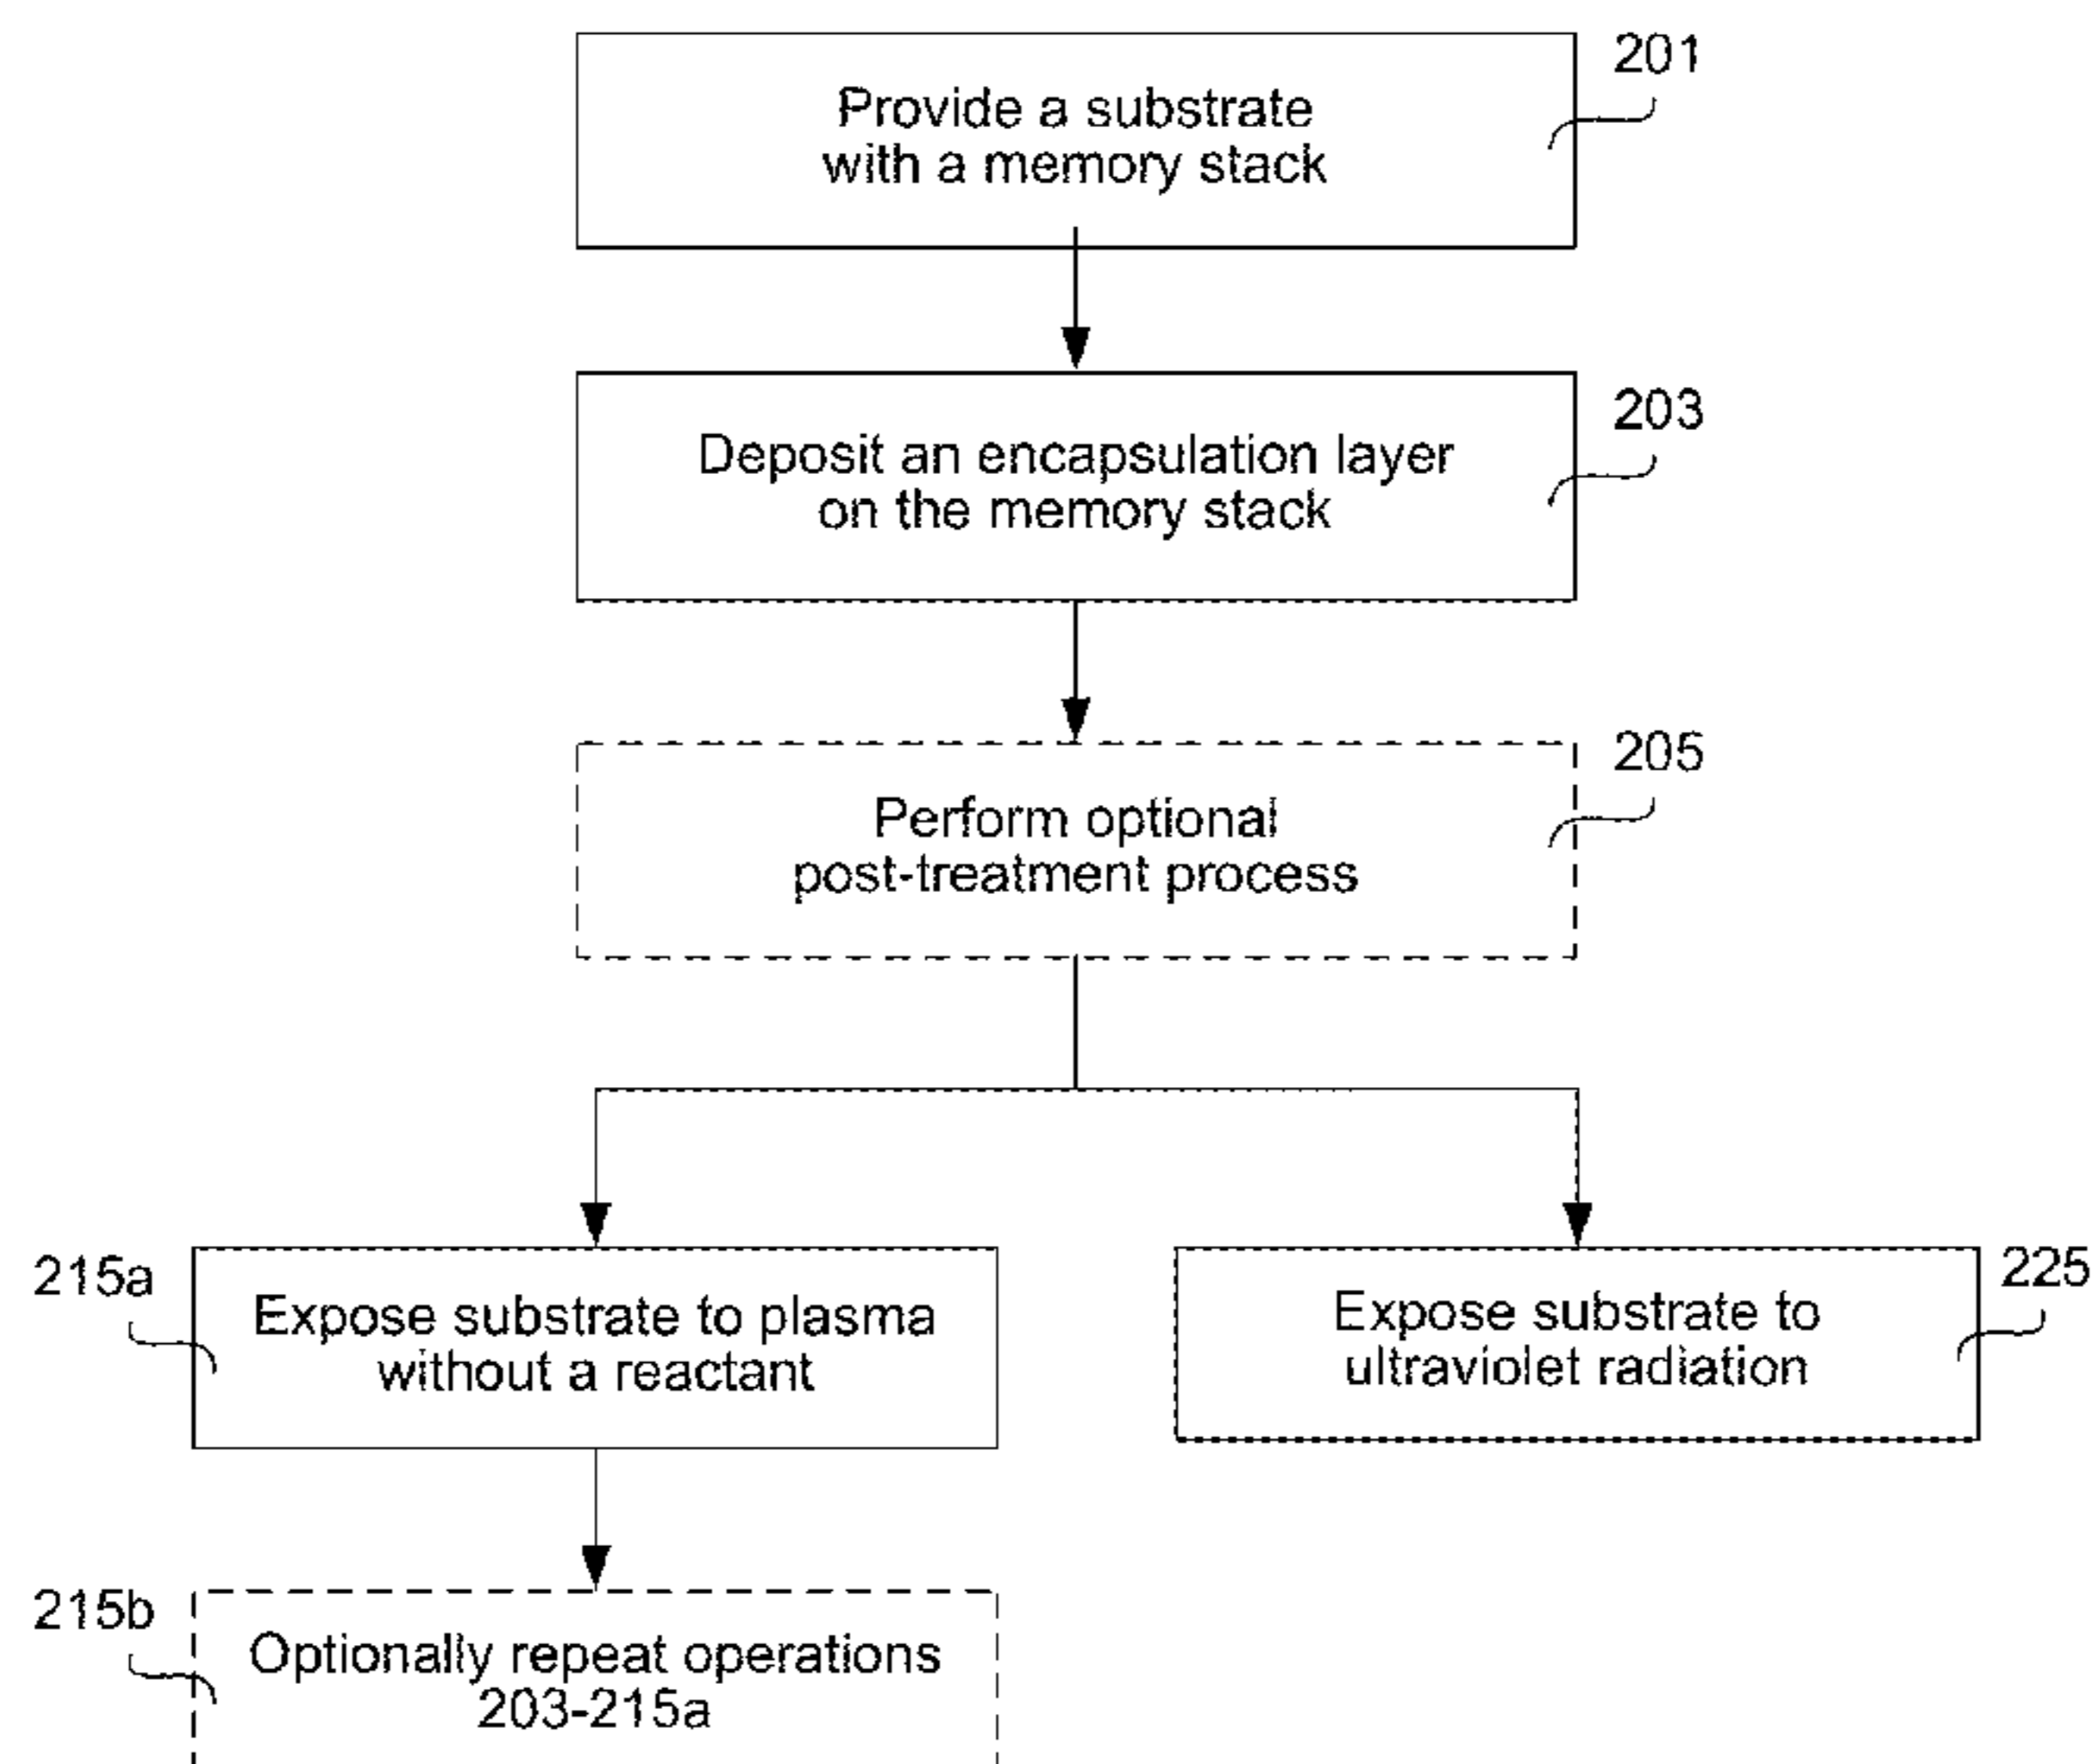 201
Provide a substrate
with a memory stack
203
Deposit an encapsulation layer
on the memory stack
205
Perform optional
post-treatment process
215a
Expose substrate to plasma
without a reactant
225
Expose substrate to
ultraviolet radiation
215b
Optionally repeat operations
203-215a